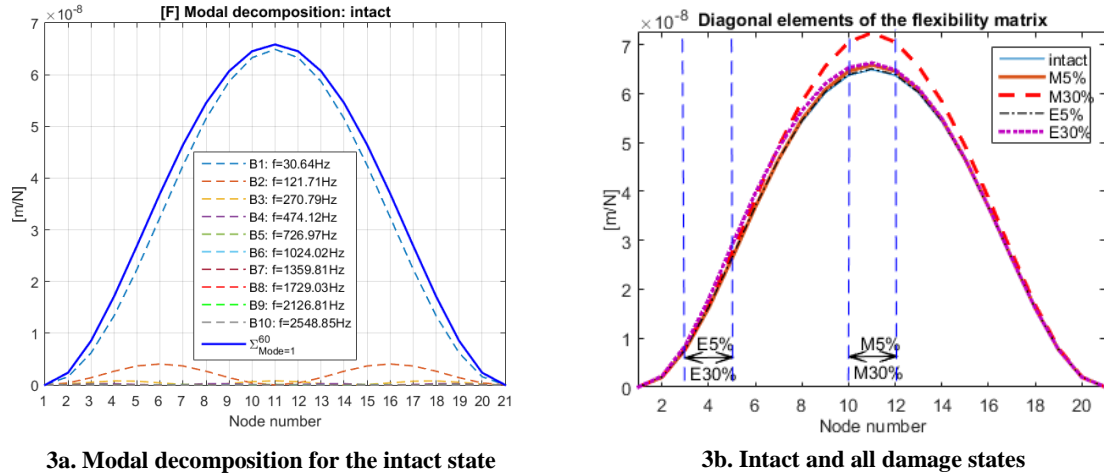 [F] Modal decomposition: intact
×10⁻⁸
7
6
5
4
3
2
1
0
[m/N]
B1: f=30.64Hz
B2: f=121.71Hz
B3: f=270.79Hz
B4: f=474.12Hz
B5: f=726.97Hz
B6: f=1024.02Hz
B7: f=1359.81Hz
B8: f=1729.03Hz
B9: f=2126.81Hz
B10: f=2548.85Hz
Σ⁶⁰Mode=1
1 2 3 4 5 6 7 8 9 10 11 12 13 14 15 16 17 18 19 20 21
Node number
3a. Modal decomposition for the intact state
Diagonal elements of the flexibility matrix
×10⁻⁸
7
6
5
4
3
2
1
0
[m/N]
intact
M5%
M30%
E5%
E30%
E5%
E30%
M5%
M30%
2 4 6 8 10 12 14 16 18 20
Node number
3b. Intact and all damage states